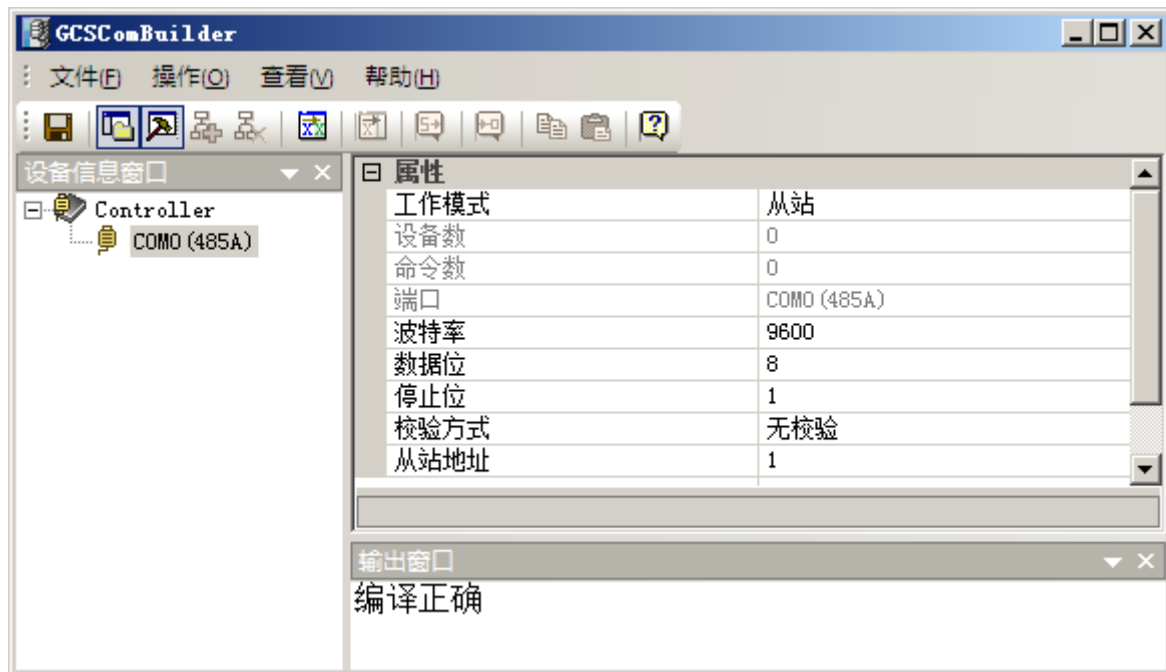 GCSComBuilder
文件(F) 操作(O) 查看(V) 帮助(H)
设备信息窗口
Controller
COM0(485A)
属性
工作模式 从站
设备数 0
命令数 0
端口 COM0(485A)
波特率 9600
数据位 8
停止位 1
校验方式 无校验
从站地址 1
输出窗口
编译正确